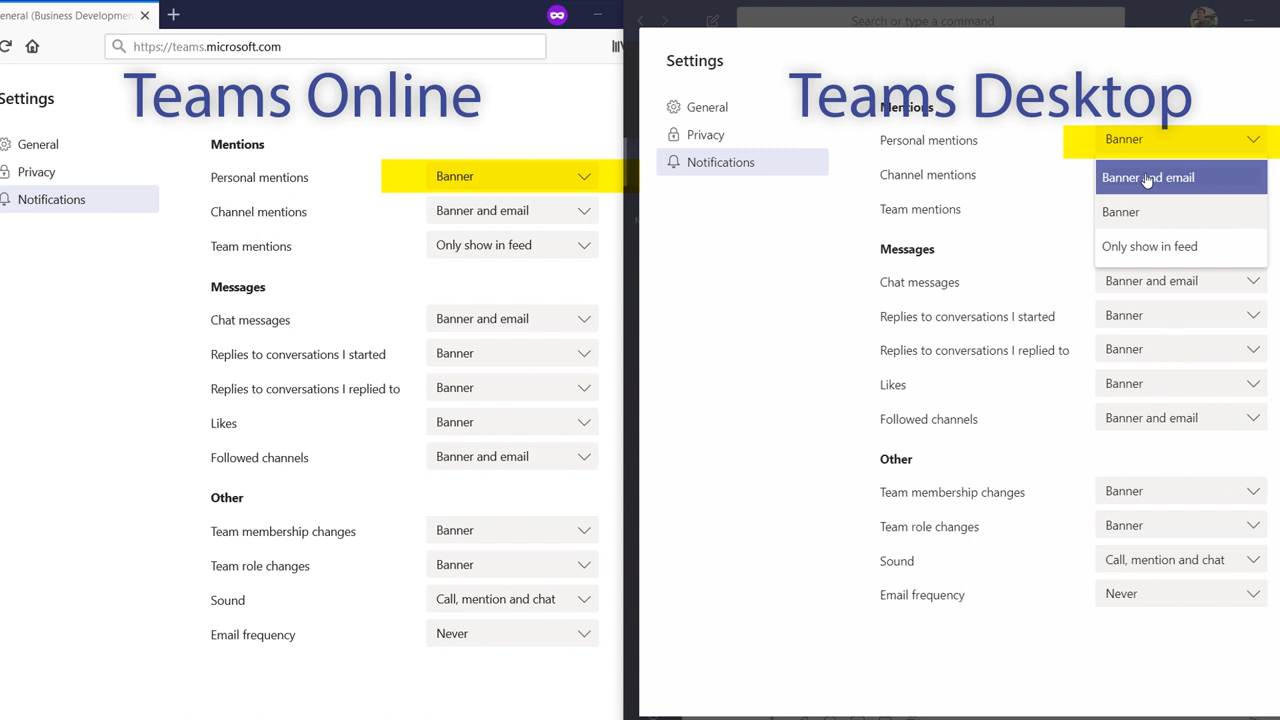 eneral (Business Developmen
https://teams.microsoft.com
Teams Online
Settings
General
Privacy
Notifications
Mentions
Personal mentions Banner
Channel mentions Banner and email
Team mentions Only show in feed
Messages
Chat messages Banner and email
Replies to conversations I started Banner
Replies to conversations I replied to Banner
Likes Banner
Followed channels Banner and email
Other
Team membership changes Banner
Team role changes Banner
Sound Call, mention and chat
Email frequency Never
Search or type a command
Teams Desktop
Settings
General
Privacy
Notifications
Mentions
Personal mentions Banner
Channel mentions
Team mentions
Banner and email
Banner
Only show in feed
Messages
Chat messages Banner and email
Replies to conversations I started Banner
Replies to conversations I replied to Banner
Likes Banner
Followed channels Banner and email
Other
Team membership changes Banner
Team role changes Banner
Sound Call, mention and chat
Email frequency Never